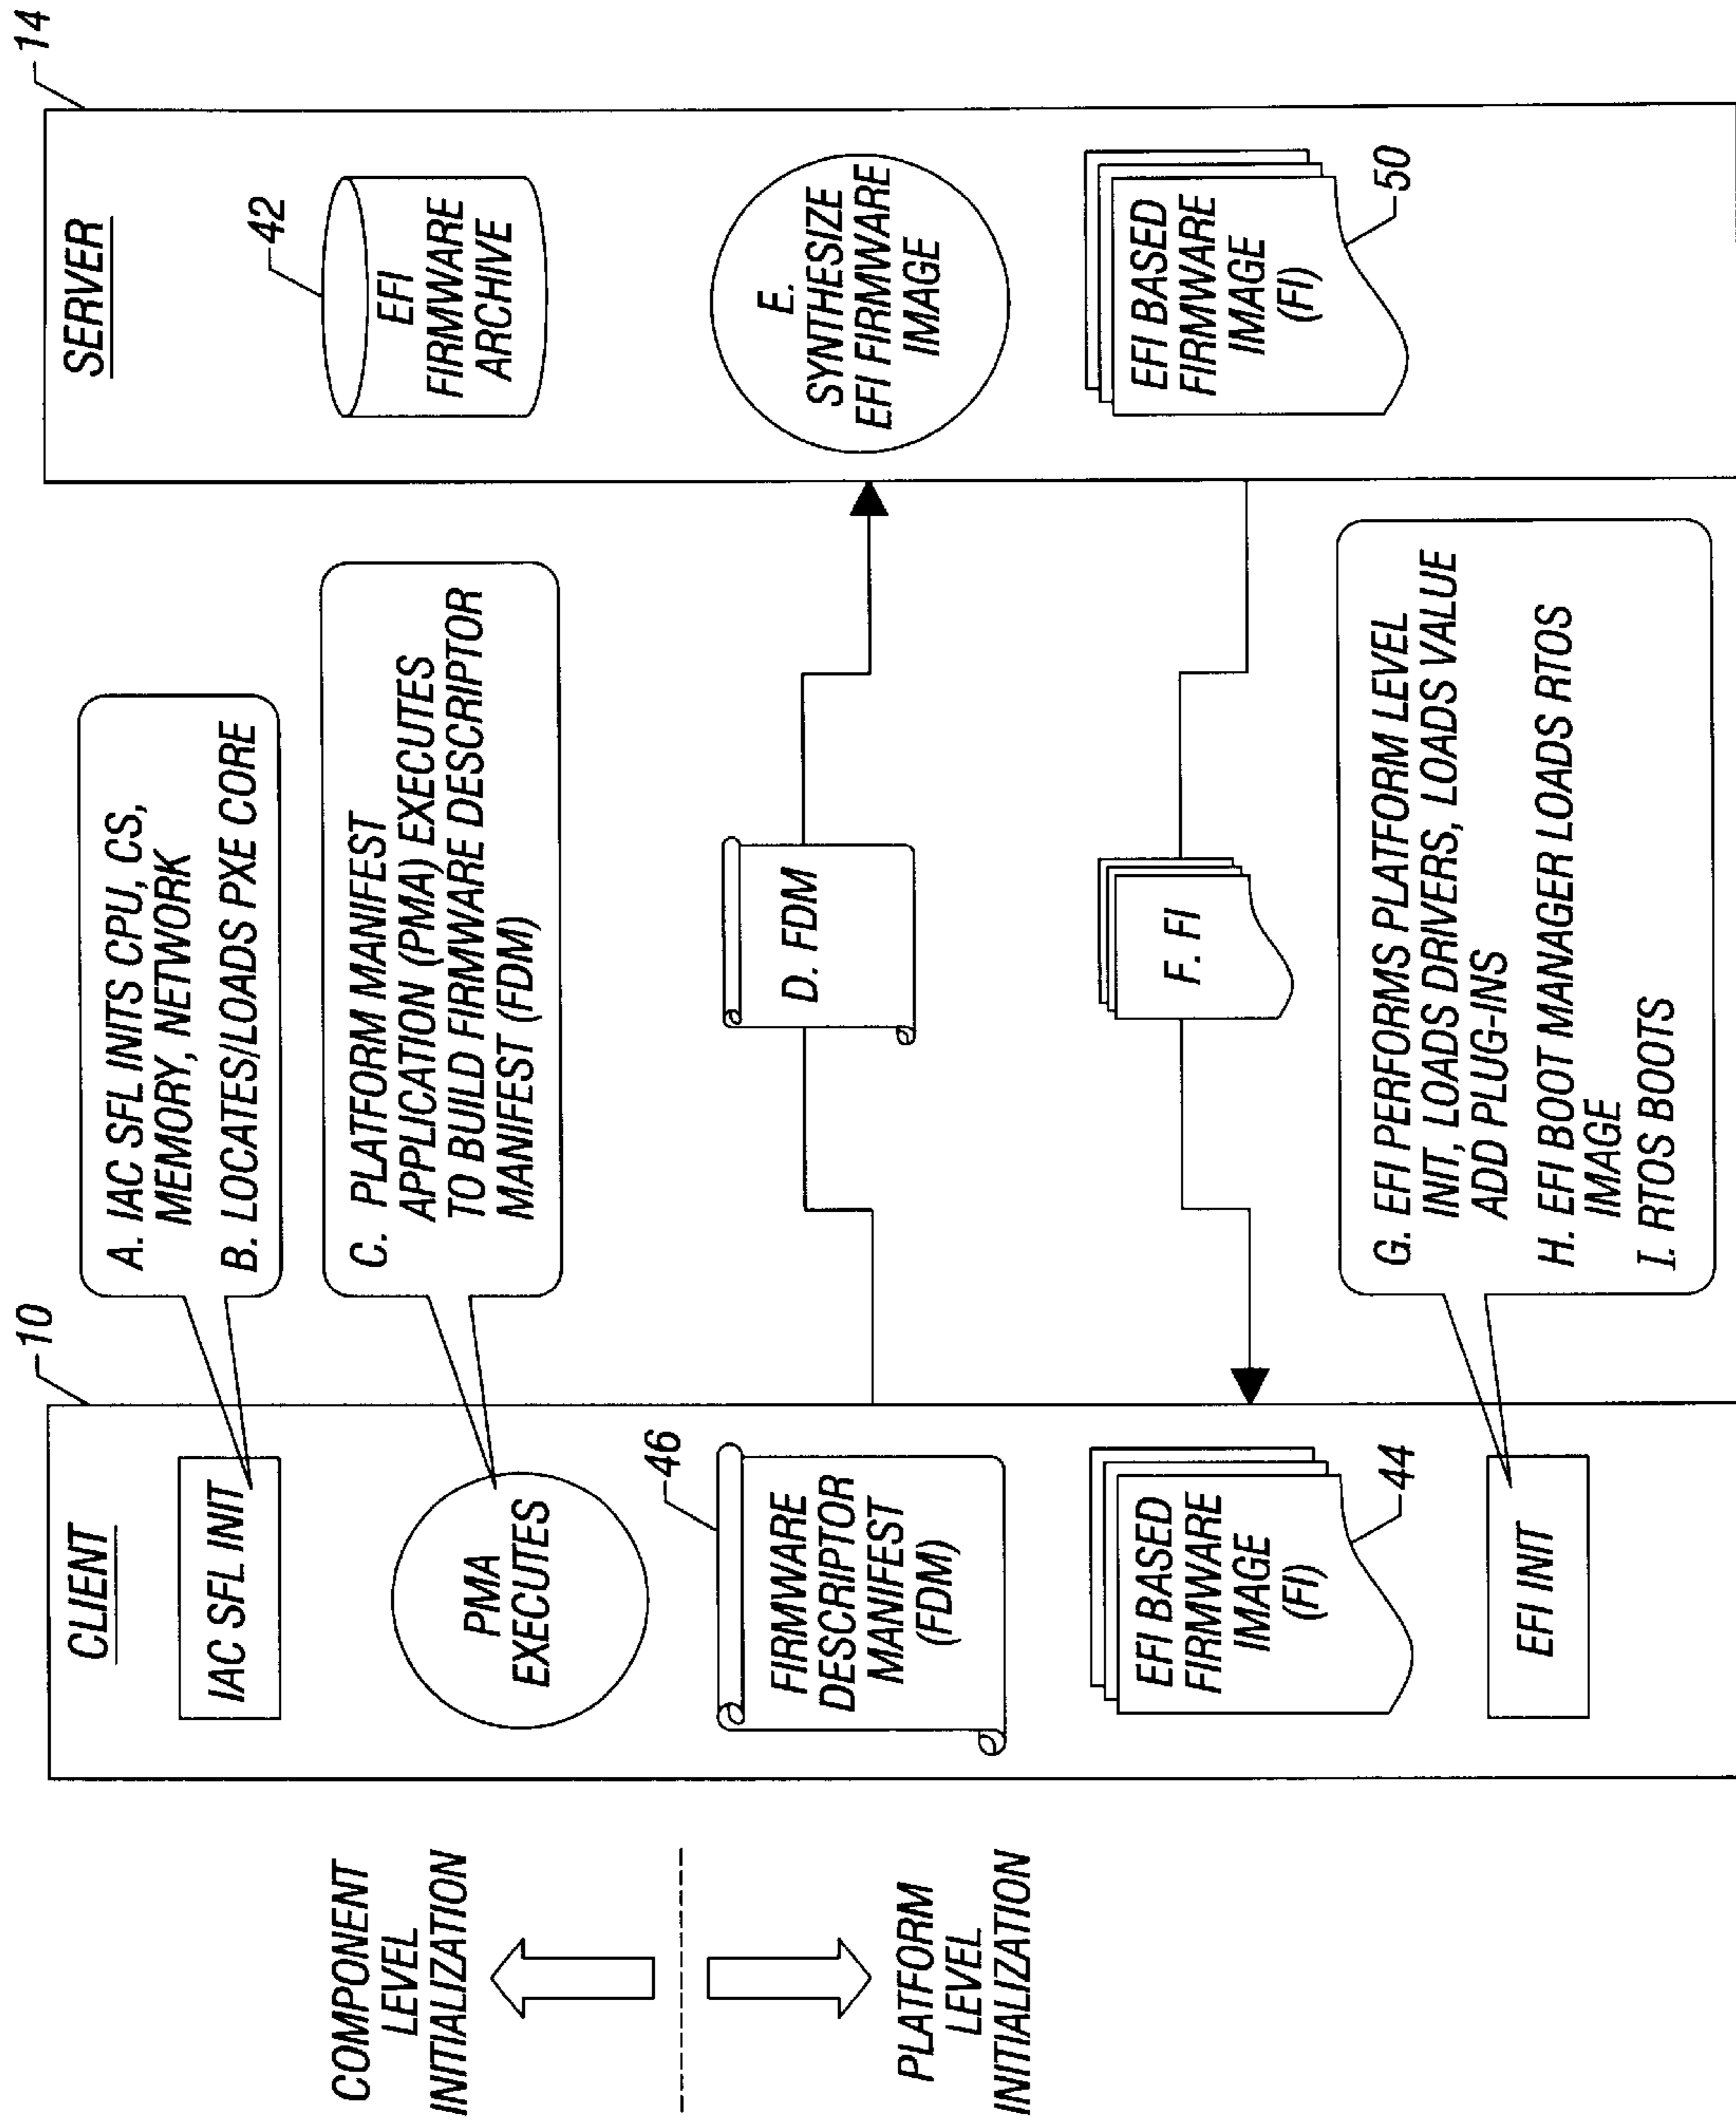 COMPONENT
LEVEL
INITIALIZATION
PLATFORM
LEVEL
INITIALIZATION
10
CLIENT
IAC SFL INIT
PMA
EXECUTES
46
FIRMWARE
DESCRIPTOR
MANIFEST
(FDM)
EFI BASED
FIRMWARE
IMAGE
(FI)
44
EFI INIT
A. IAC SFL INITS CPU, CS,
MEMORY, NETWORK
B. LOCATES/LOADS PXE CORE
C. PLATFORM MANIFEST
APPLICATION (PMA) EXECUTES
TO BUILD FIRMWARE DESCRIPTOR
MANIFEST (FDM)
D. FDM
F. FI
G. EFI PERFORMS PLATFORM LEVEL
INIT, LOADS DRIVERS, LOADS VALUE
ADD PLUG-INS
H. EFI BOOT MANAGER LOADS RTOS
IMAGE
I. RTOS BOOTS
14
SERVER
42
EFI
FIRMWARE
ARCHIVE
E.
SYNTHESIZE
EFI FIRMWARE
IMAGE
EFI BASED
FIRMWARE
IMAGE
(FI)
50